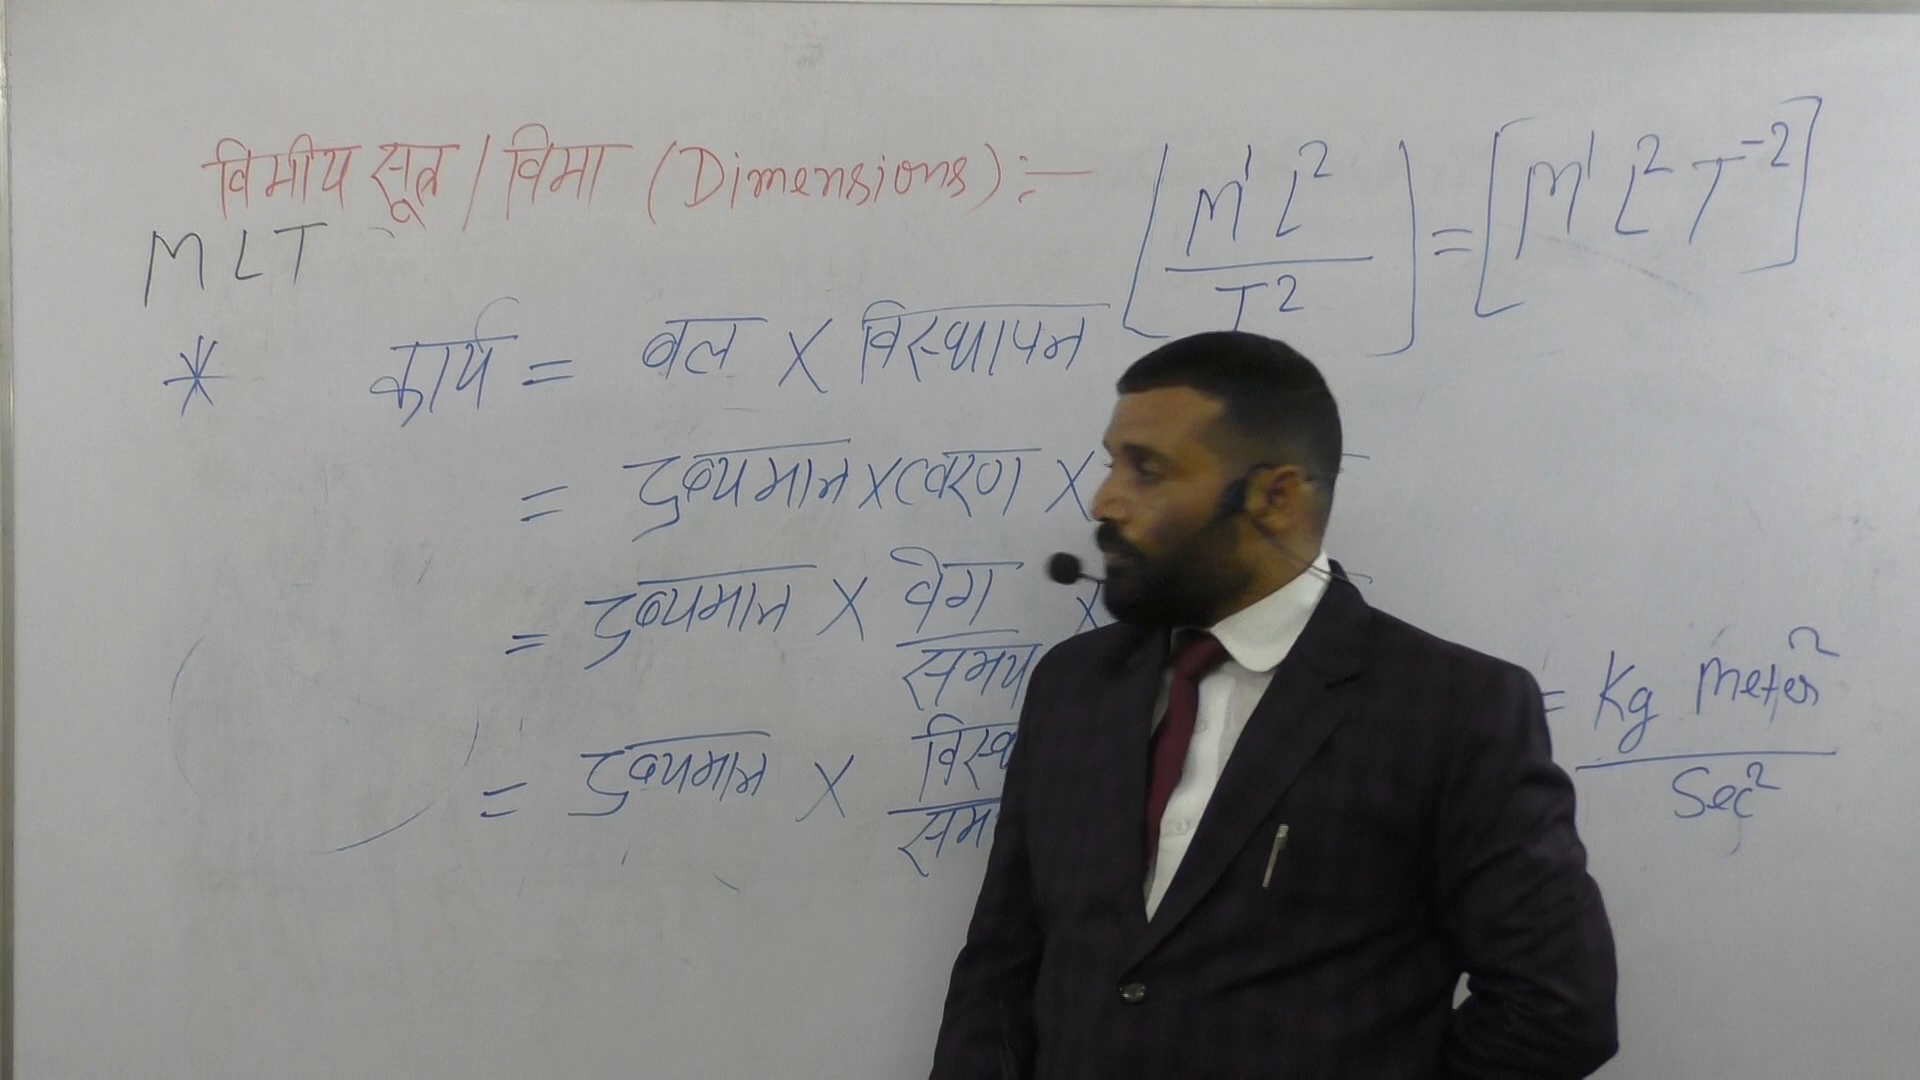 विमीय सूत्र / विमा (Dimensions) :-
[M¹ L² / T²] = [M¹ L² T⁻²]
M L T
* कार्य = बल X विस्थापन
= द्रव्यमान X त्वरण X
= द्रव्यमान X वेग / समय X
= द्रव्यमान X
= Kg meter² / Sec²